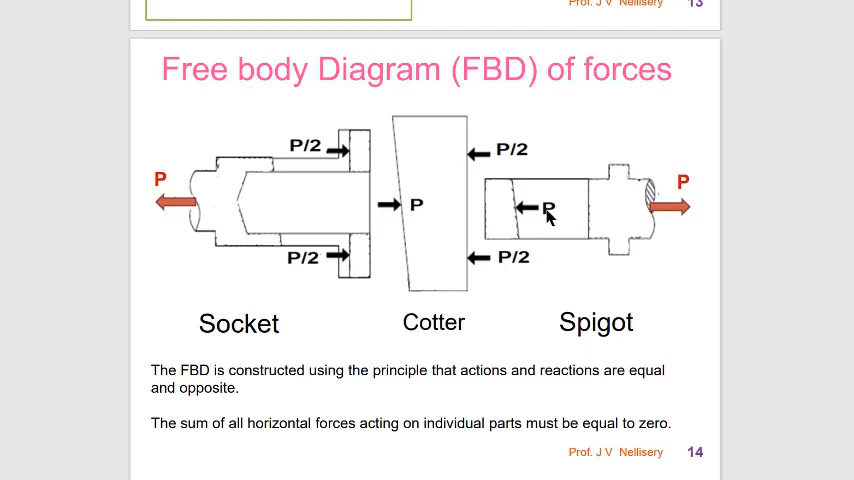 Prof. J V Nellisery 13
Free body Diagram (FBD) of forces
P/2 P/2
P P P P
P/2 P/2
Socket Cotter Spigot
The FBD is constructed using the principle that actions and reactions are equal
and opposite.
The sum of all horizontal forces acting on individual parts must be equal to zero.
Prof. J V Nellisery 14